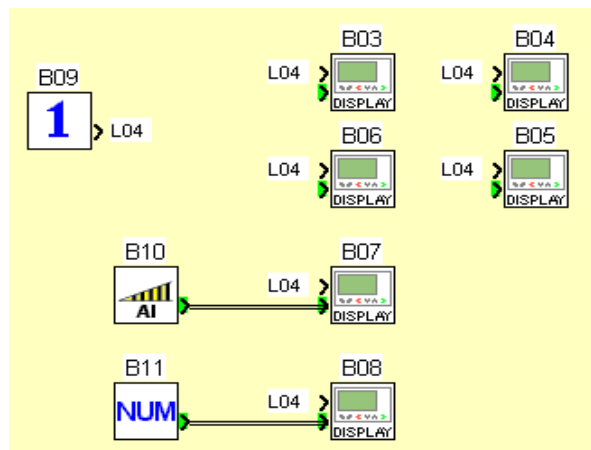 B03
B04
B09
L04
DISPLAY
L04
DISPLAY
1
L04
B06
B05
L04
DISPLAY
L04
DISPLAY
B10
B07
AI
L04
DISPLAY
B11
B08
NUM
L04
DISPLAY